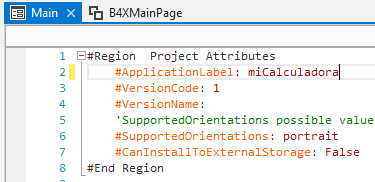 Main B4XMainPage
1 #Region  Project Attributes
2 #ApplicationLabel: miCalculadora
3 #VersionCode: 1
4 #VersionName:
5 'SupportedOrientations possible value
6 #SupportedOrientations: portrait
7 #CanInstallToExternalStorage: False
8 #End Region